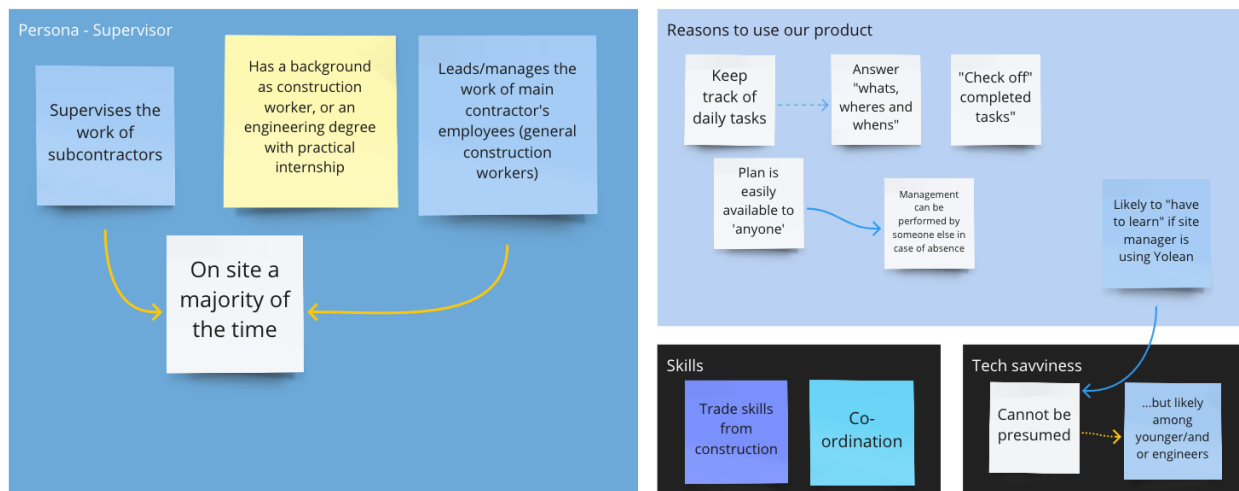 Persona - Supervisor
Supervises the
work of
subcontractors
Has a background
as construction
worker, or an
engineering degree
with practical
internship
Leads/manages the
work of main
contractor's
employees (general
construction
workers)
On site a
majority of
the time
Reasons to use our product
Keep
track of
daily tasks
Answer
"whats,
wheres and
whens"
"Check off"
completed
tasks"
Plan is
easily
available to
'anyone'
Management
can be
performed by
someone else in
case of absence
Likely to "have
to learn" if site
manager is
using Yolean
Skills
Trade skills
from
construction
Co-
ordination
Tech savviness
Cannot be
presumed
...but likely
among
younger/and
or engineers